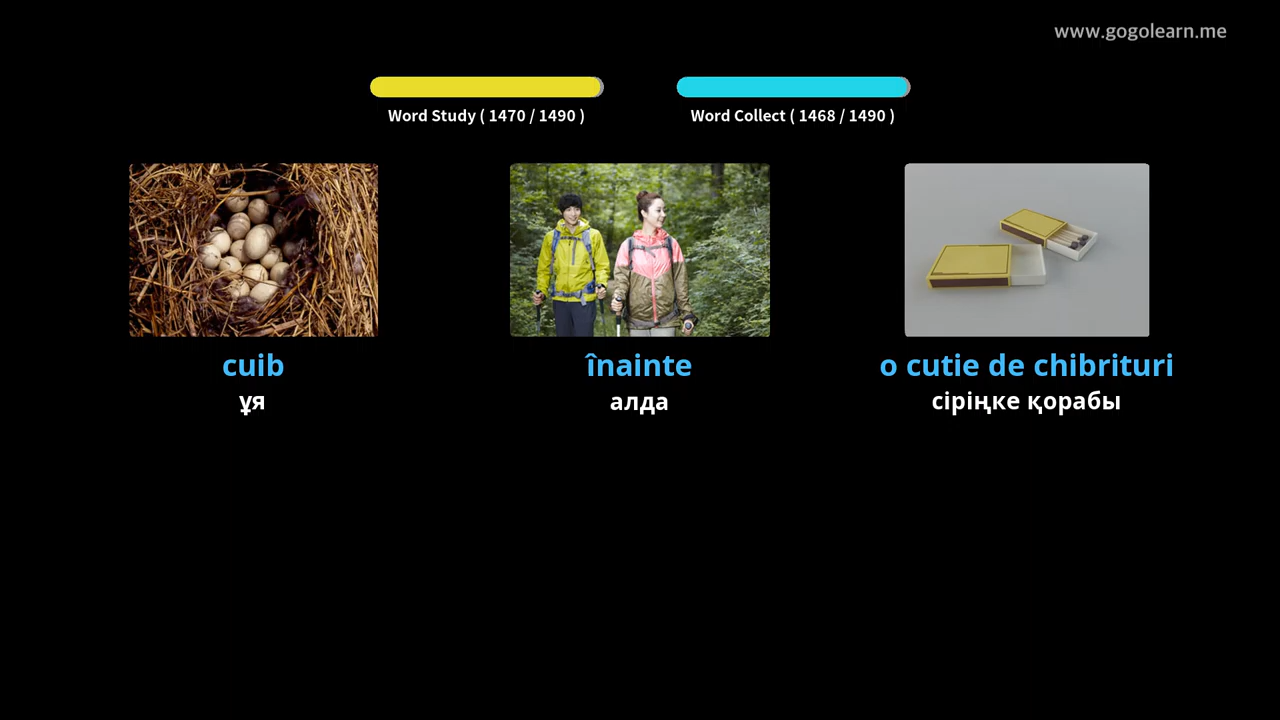 www.gogolearn.me
Word Study ( 1470 / 1490 )
Word Collect ( 1468 / 1490 )
cuib
ұя
înainte
алда
o cutie de chibrituri
сіріңке қорабы